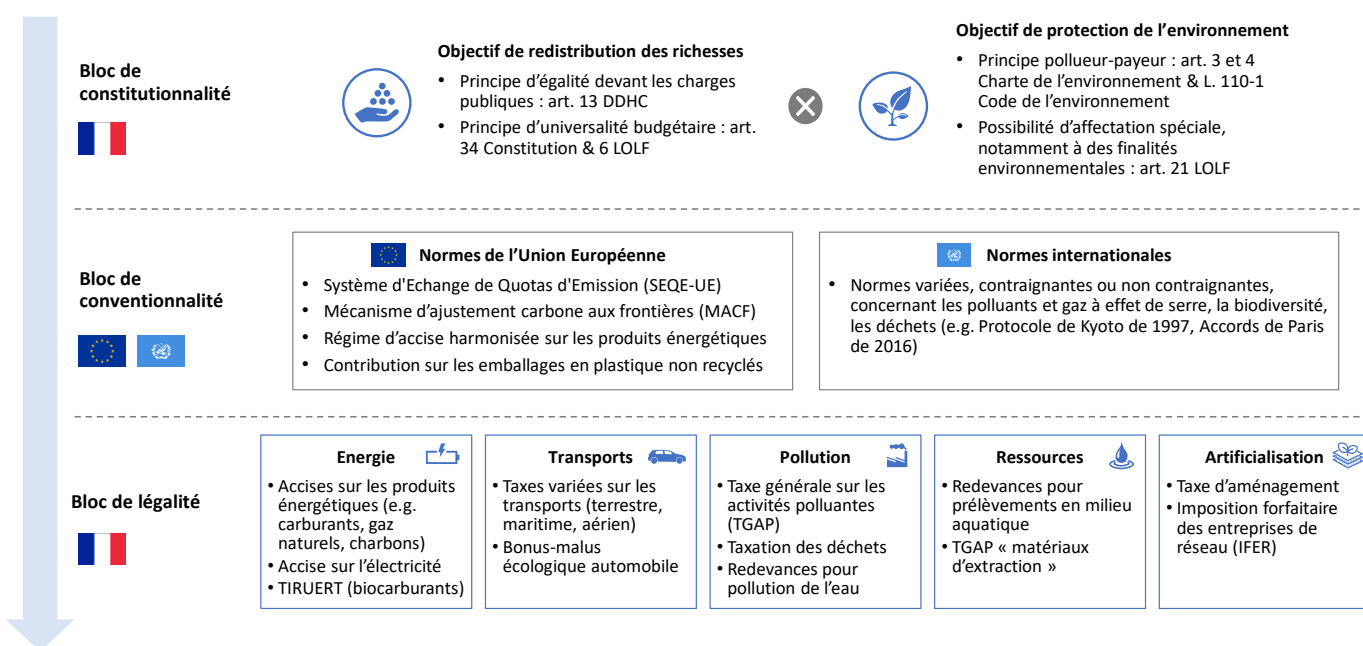 Bloc de
constitutionnalité
Objectif de redistribution des richesses
• Principe d'égalité devant les charges
publiques : art. 13 DDHC
• Principe d'universalité budgétaire : art.
34 Constitution & 6 LOLF
Objectif de protection de l'environnement
• Principe pollueur-payeur : art. 3 et 4
Charte de l'environnement & L. 110-1
Code de l'environnement
• Possibilité d'affectation spéciale,
notamment à des finalités
environnementales : art. 21 LOLF
Bloc de
conventionnalité
Normes de l'Union Européenne
• Système d'Echange de Quotas d'Emission (SEQE-UE)
• Mécanisme d'ajustement carbone aux frontières (MACF)
• Régime d'accise harmonisée sur les produits énergétiques
• Contribution sur les emballages en plastique non recyclés
Normes internationales
• Normes variées, contraignantes ou non contraignantes,
concernant les polluants et gaz à effet de serre, la biodiversité,
les déchets (e.g. Protocole de Kyoto de 1997, Accords de Paris
de 2016)
Bloc de légalité
Energie
• Accises sur les produits
énergétiques (e.g.
carburants, gaz
naturels, charbons)
• Accise sur l'électricité
• TIRUERT (biocarburants)
Transports
• Taxes variées sur les
transports (terrestre,
maritime, aérien)
• Bonus-malus
écologique automobile
Pollution
• Taxe générale sur les
activités polluantes
(TGAP)
• Taxation des déchets
• Redevances pour
pollution de l'eau
Ressources
• Redevances pour
prélèvements en milieu
aquatique
• TGAP « matériaux
d'extraction »
Artificialisation
• Taxe d'aménagement
• Imposition forfaitaire
des entreprises de
réseau (IFER)